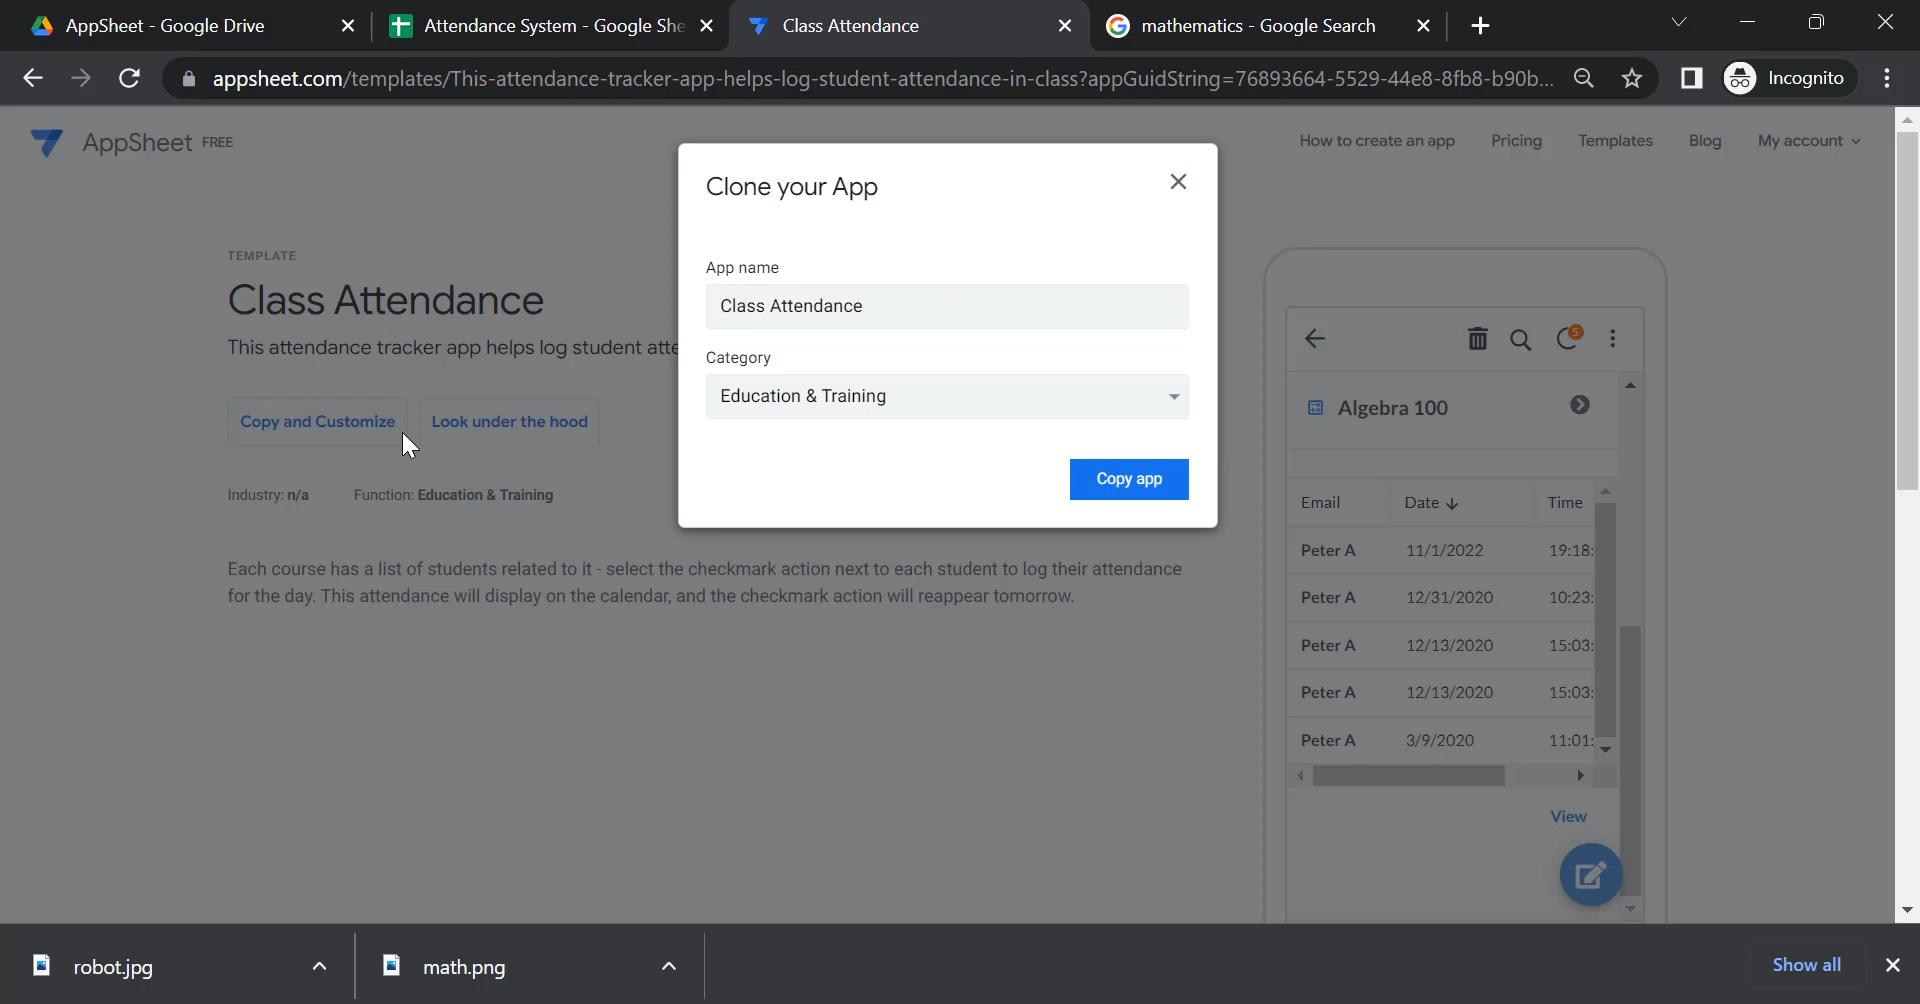 AppSheet - Google Drive
Attendance System - Google She
Class Attendance
mathematics - Google Search
appsheet.com/templates/This-attendance-tracker-app-helps-log-student-attendance-in-class?appGuidString=76893664-5529-44e8-8fb8-b90b...
Incognito
AppSheet FREE
How to create an app
Pricing
Templates
Blog
My account
Clone your App
App name
Class Attendance
Category
Education & Training
Copy app
TEMPLATE
Class Attendance
This attendance tracker app helps log student atte
Copy and Customize
Look under the hood
Industry: n/a
Function: Education & Training
Each course has a list of students related to it - select the checkmark action next to each student to log their attendance
for the day. This attendance will display on the calendar, and the checkmark action will reappear tomorrow.
5
Algebra 100
Email Date Time
Peter A 11/1/2022 19:18:
Peter A 12/31/2020 10:23:
Peter A 12/13/2020 15:03:
Peter A 12/13/2020 15:03:
Peter A 3/9/2020 11:01:
View
robot.jpg
math.png
Show all